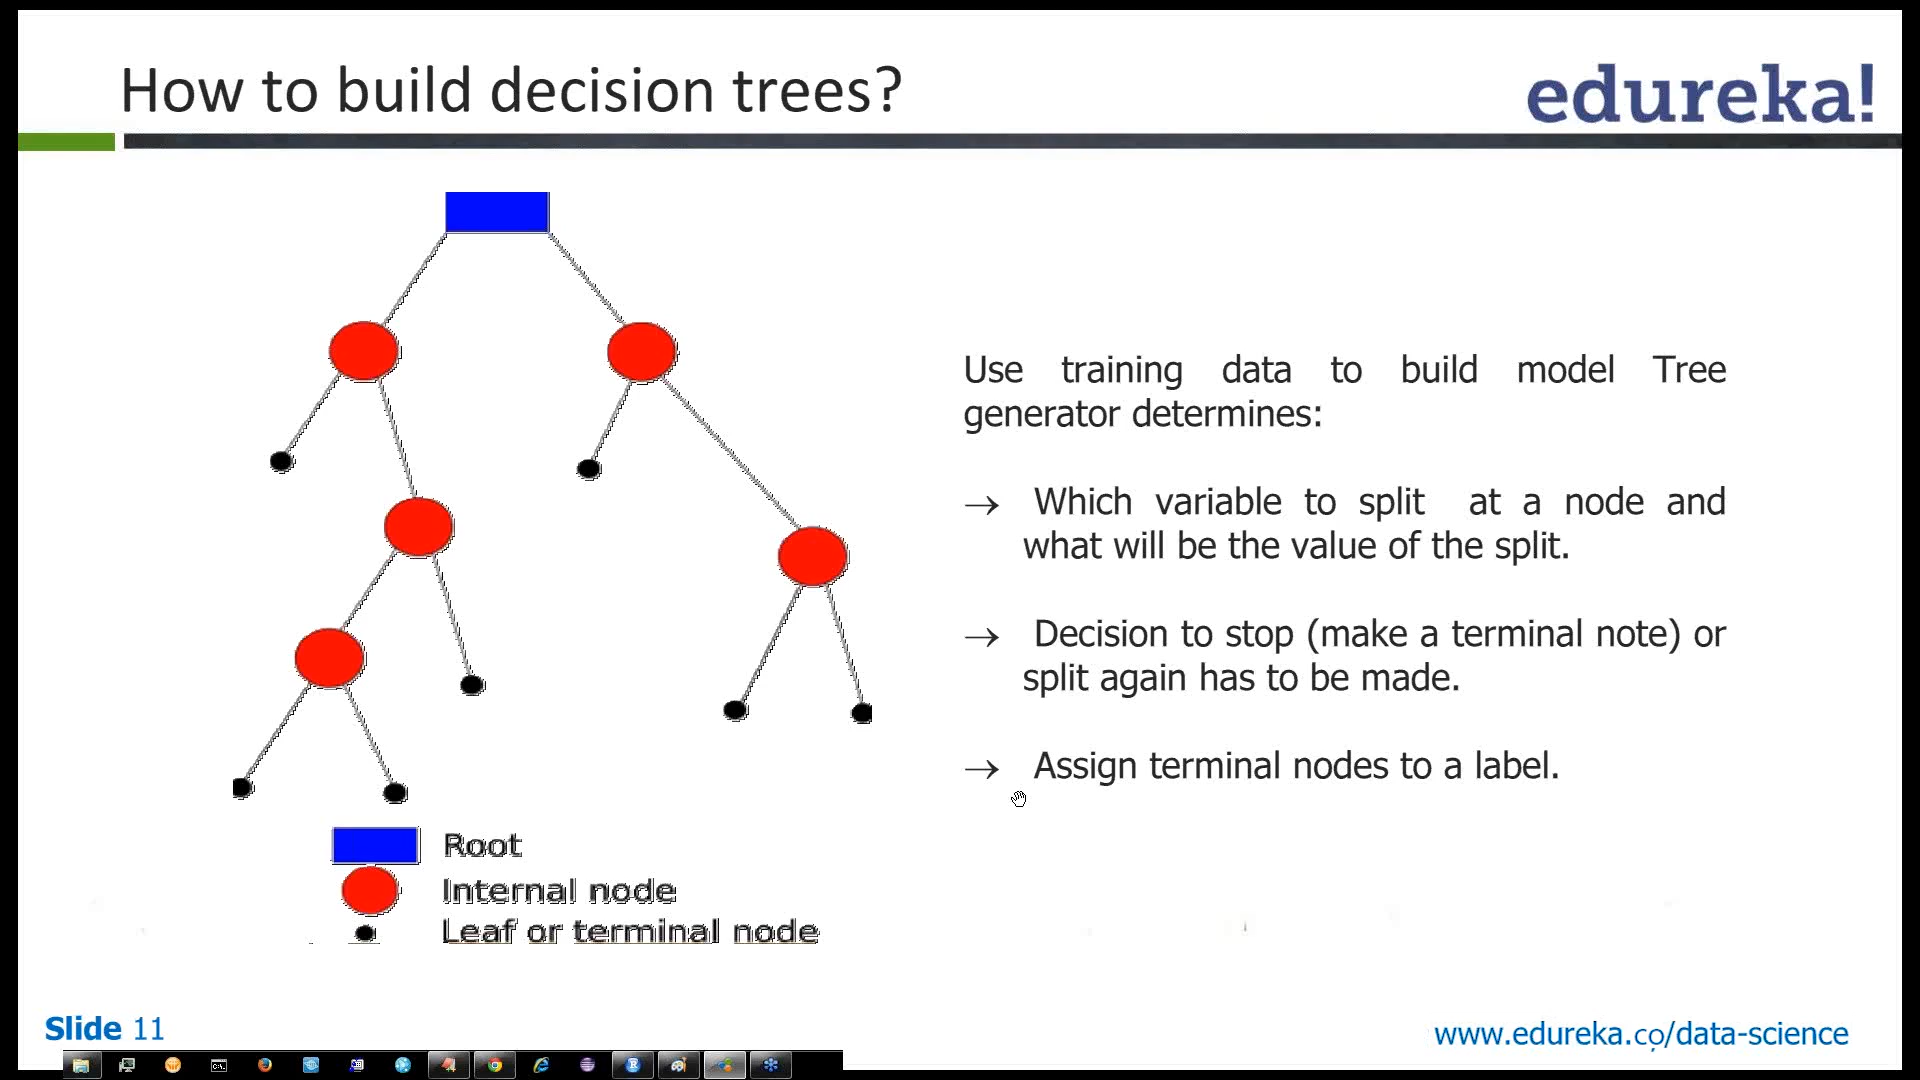 How to build decision trees?
edureka!
Use training data to build model Tree
generator determines:
→ Which variable to split at a node and
what will be the value of the split.
→ Decision to stop (make a terminal note) or
split again has to be made.
→ Assign terminal nodes to a label.
Root
Internal node
Leaf or terminal node
Slide 11
www.edureka.co/data-science